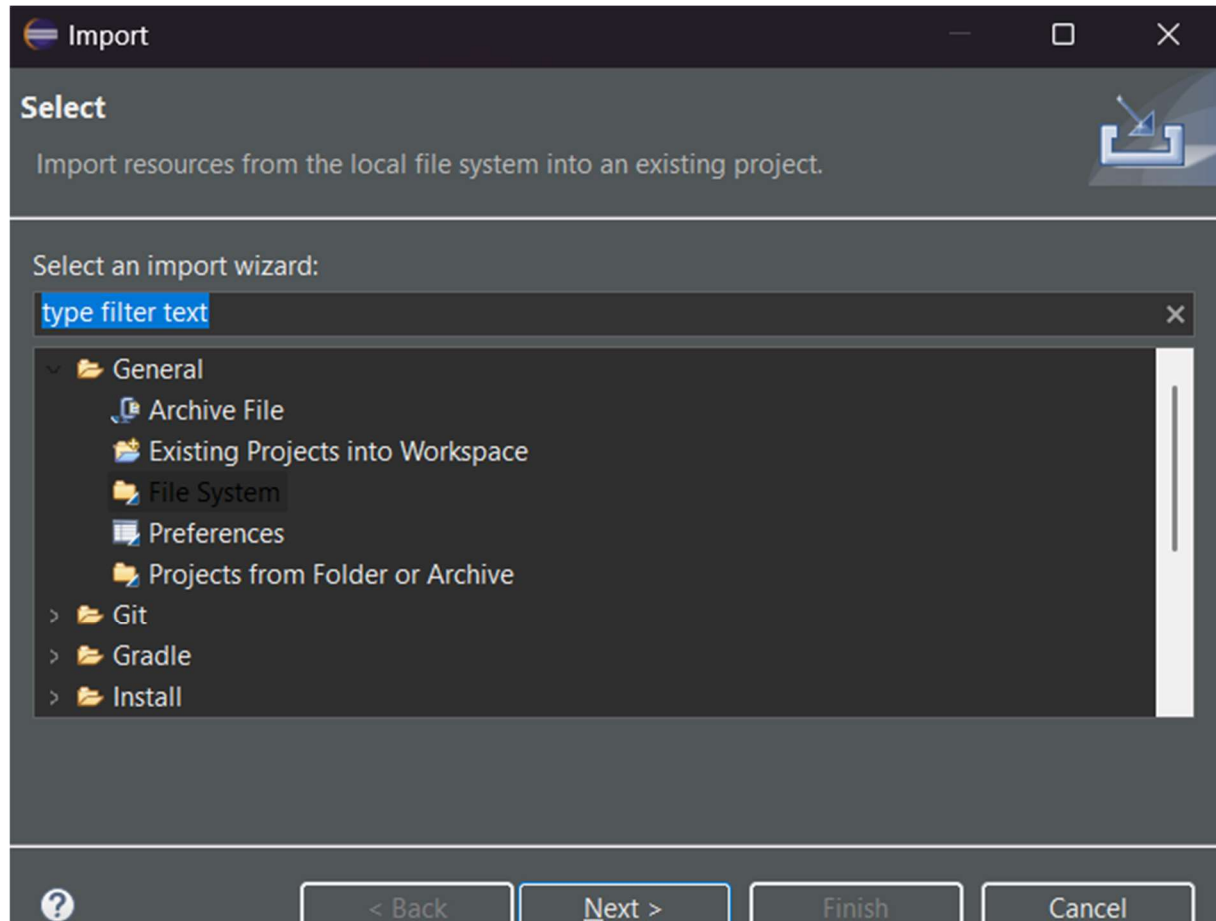 Import
Select
Import resources from the local file system into an existing project.
Select an import wizard:
type filter text
General
Archive File
Existing Projects into Workspace
File System
Preferences
Projects from Folder or Archive
Git
Gradle
Install
< Back Next > Finish Cancel